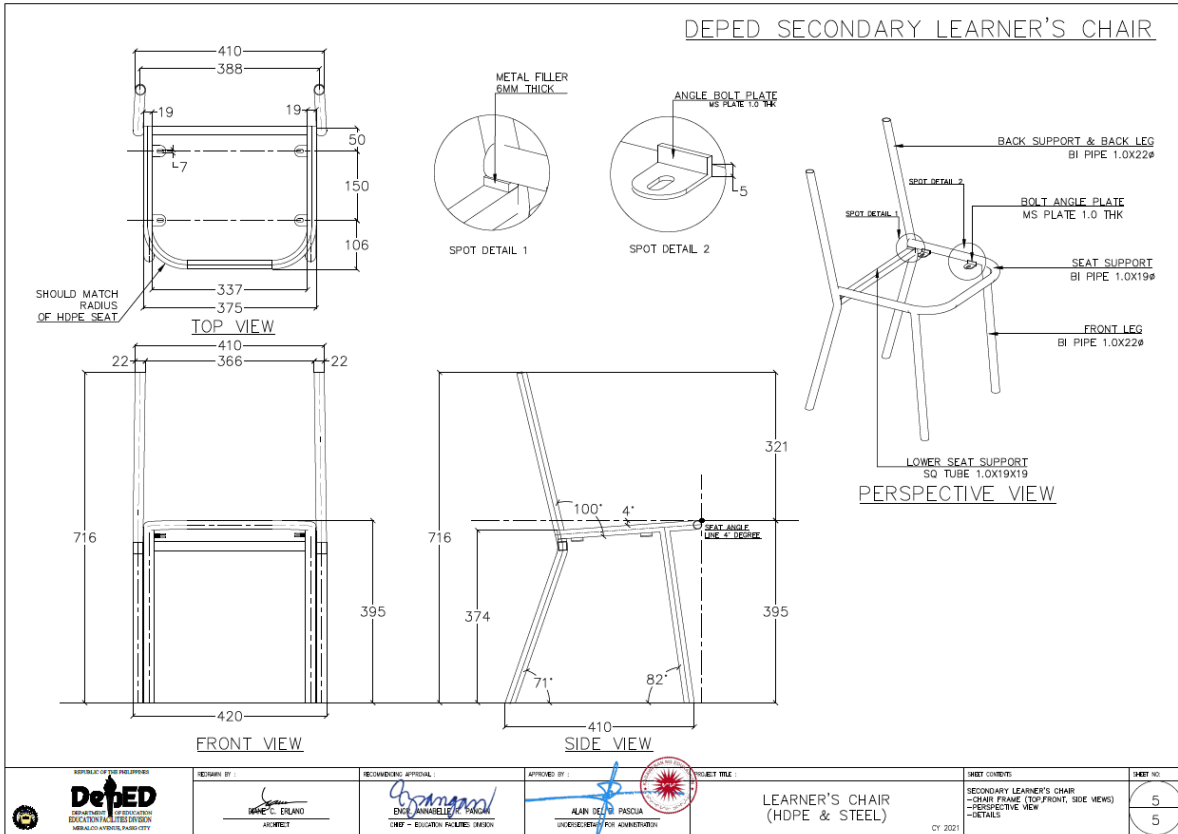 DEPED SECONDARY LEARNER'S CHAIR
410
388
19
19
50
7
150
106
337
375
SHOULD MATCH
RADIUS
OF HDPE SEAT
TOP VIEW
METAL FILLER
6MM THICK
SPOT DETAIL 1
ANGLE BOLT PLATE
MS PLATE 1.0 THK
5
SPOT DETAIL 2
BACK SUPPORT & BACK LEG
BI PIPE 1.0X22ø
SPOT DETAIL 2
BOLT ANGLE PLATE
MS PLATE 1.0 THK
SPOT DETAIL 1
SEAT SUPPORT
BI PIPE 1.0X19ø
FRONT LEG
BI PIPE 1.0X22ø
LOWER SEAT SUPPORT
SQ TUBE 1.0X19X19
PERSPECTIVE VIEW
410
22
366
22
716
395
420
FRONT VIEW
321
100°
4°
SEAT ANGLE
LINE 4° DEGREE
716
374
395
71°
82°
410
SIDE VIEW
REPUBLIC OF THE PHILIPPINES
DepED
DEPARTMENT OF EDUCATION
EDUCATION FACILITIES DIVISION
MERALCO AVENUE, PASIG CITY
REDRAWN BY :
DIANE C. ERLANO
ARCHITECT
RECOMMENDING APPROVAL :
ENGR. ANNABELLE R. PANGAN
CHIEF - EDUCATION FACILITIES DIVISION
APPROVED BY :
ALAIN DEL B. PASCUA
UNDERSECRETARY FOR ADMINISTRATION
PROJECT TITLE :
LEARNER'S CHAIR
(HDPE & STEEL)
CY 2021
SHEET CONTENTS
SECONDARY LEARNER'S CHAIR
-CHAIR FRAME (TOP,FRONT, SIDE VIEWS)
-PERSPECTIVE VIEW
-DETAILS
SHEET NO:
5
5